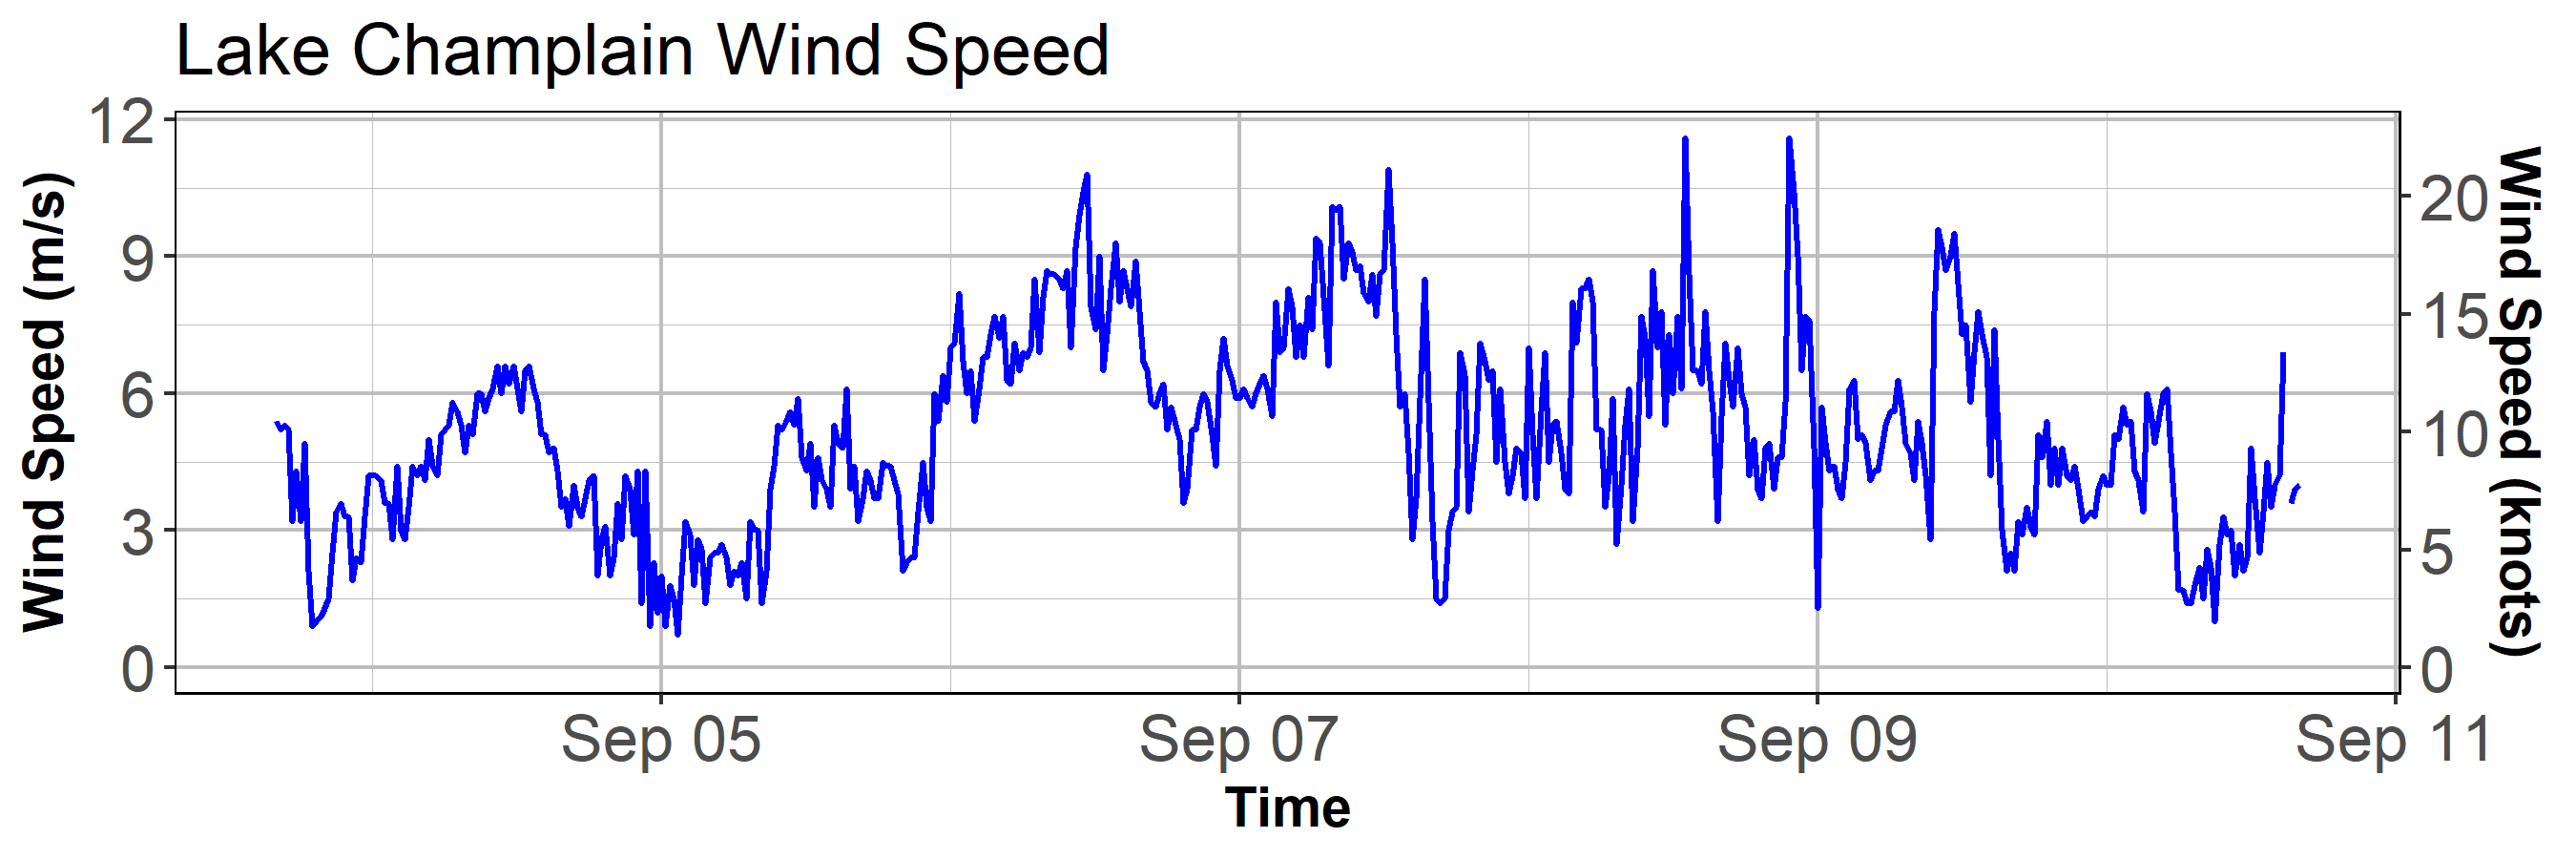 Lake Champlain Wind Speed
Wind Speed (m/s)
12
9
6
3
0
Wind Speed (knots)
20
15
10
5
0
Sep 05 Sep 07 Sep 09 Sep 11
Time